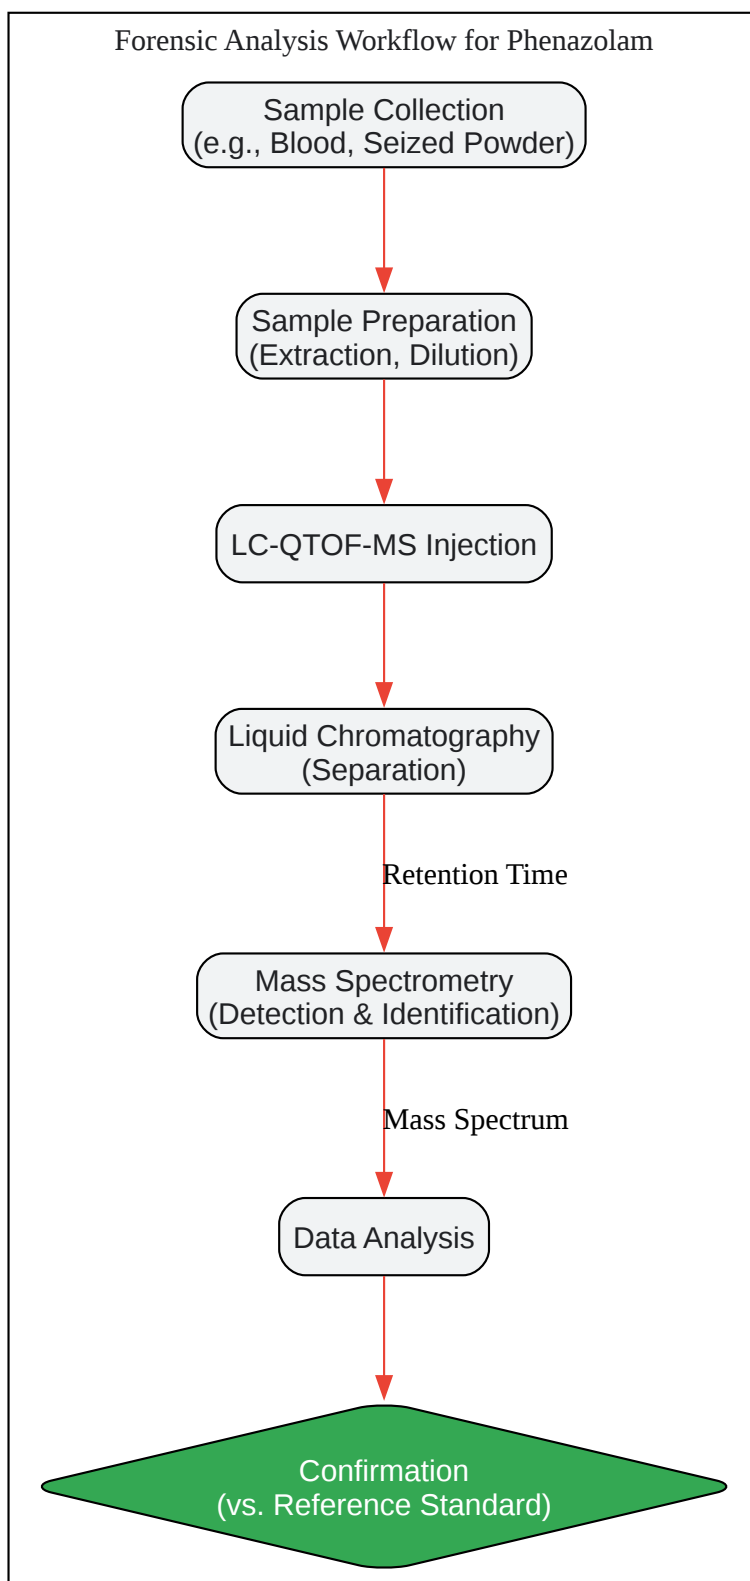 Forensic Analysis Workflow for Phenazolam
Sample Collection
(e.g., Blood, Seized Powder)
Sample Preparation
(Extraction, Dilution)
LC-QTOF-MS Injection
Liquid Chromatography
(Separation)
Retention Time
Mass Spectrometry
(Detection & Identification)
Mass Spectrum
Data Analysis
Confirmation
(vs. Reference Standard)